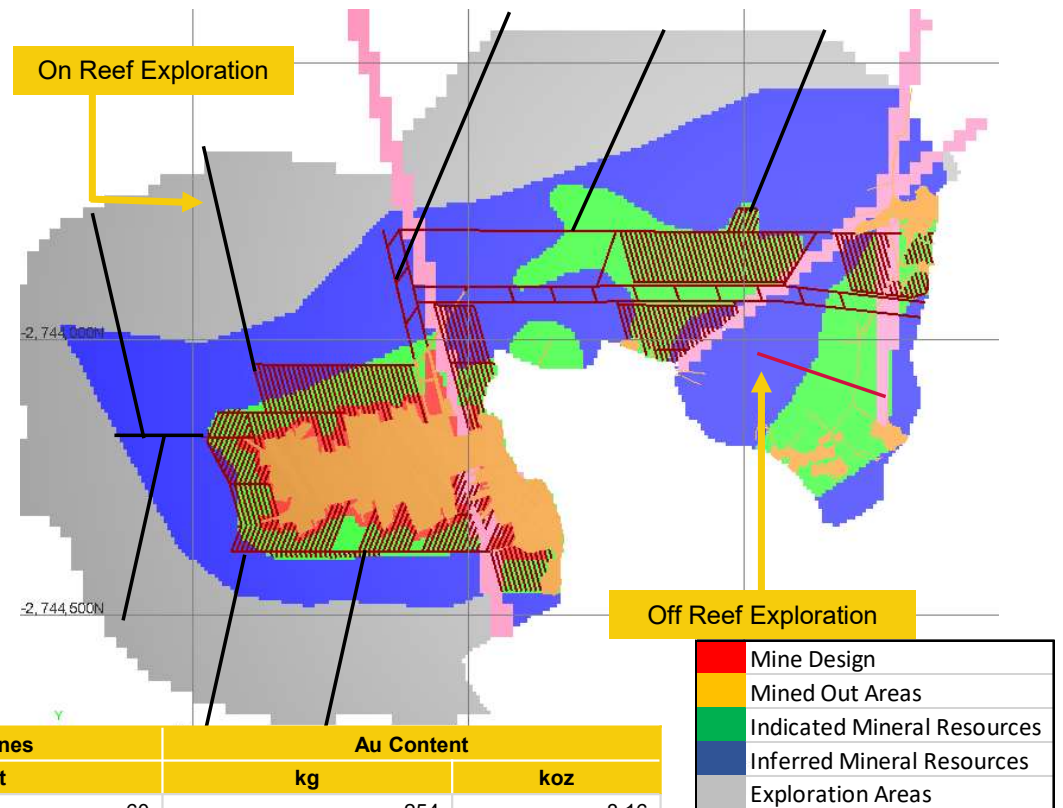 On Reef Exploration
-2,744,000N
-2,744,500N
Off Reef Exploration
Mine Design
Mined Out Areas
Indicated Mineral Resources
Inferred Mineral Resources
Exploration Areas
Y
Au Content
kg koz